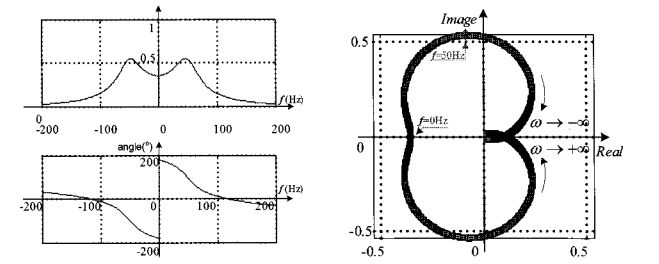 1
0.5
f(Hz)
0
-200 -100 0 100 200
angle(°)
200
f(Hz)
-200 -100 0 100 200
-200
Image
0.5
f=50Hz
f=0Hz
ω → -∞
0
ω → +∞ Real
-0.5
-0.5 0 0.5